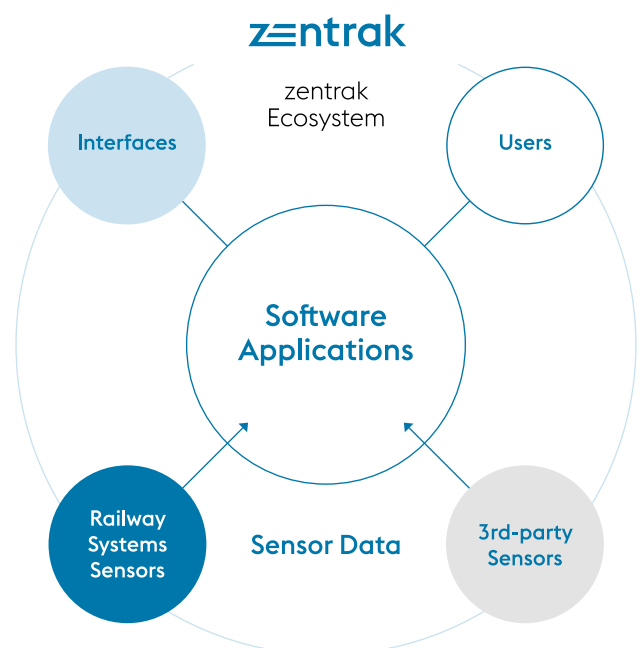 zentrak
zentrak
Ecosystem
Interfaces
Users
Software
Applications
Railway
Systems
Sensors
Sensor Data
3rd-party
Sensors